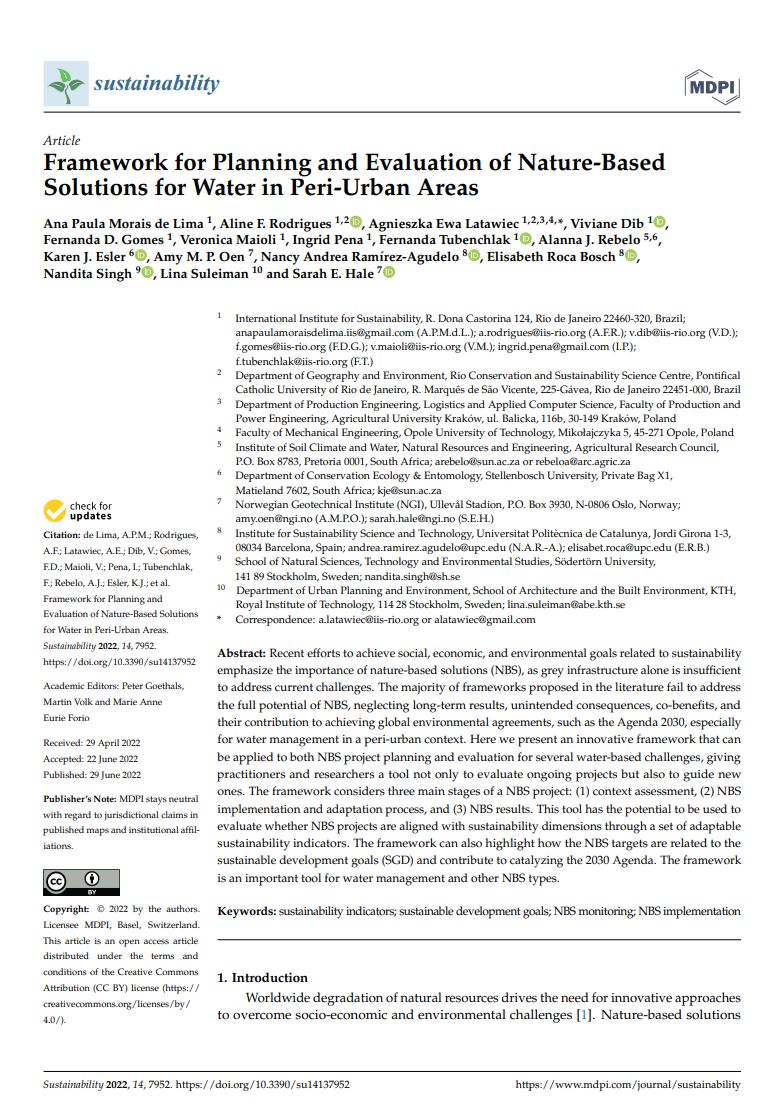 sustainability
MDPI
Article
Framework for Planning and Evaluation of Nature-Based
Solutions for Water in Peri-Urban Areas
Ana Paula Morais de Lima 1, Aline F. Rodrigues 1,2 iD, Agnieszka Ewa Latawiec 1,2,3,4,*, Viviane Dib 1 iD,
Fernanda D. Gomes 1, Veronica Maioli 1, Ingrid Pena 1, Fernanda Tubenchlak 1 iD, Alanna J. Rebelo 5,6,
Karen J. Esler 6 iD, Amy M. P. Oen 7, Nancy Andrea Ramírez-Agudelo 8 iD, Elisabeth Roca Bosch 8 iD,
Nandita Singh 9 iD, Lina Suleiman 10 and Sarah E. Hale 7 iD
1 International Institute for Sustainability, R. Dona Castorina 124, Rio de Janeiro 22460-320, Brazil;
anapaulamoraisdelima.iis@gmail.com (A.P.M.d.L.); a.rodrigues@iis-rio.org (A.F.R.); v.dib@iis-rio.org (V.D.);
f.gomes@iis-rio.org (F.D.G.); v.maioli@iis-rio.org (V.M.); ingrid.pena@gmail.com (I.P.);
f.tubenchlak@iis-rio.org (F.T.)
2 Department of Geography and Environment, Rio Conservation and Sustainability Science Centre, Pontifical
Catholic University of Rio de Janeiro, R. Marquês de São Vicente, 225-Gávea, Rio de Janeiro 22451-000, Brazil
3 Department of Production Engineering, Logistics and Applied Computer Science, Faculty of Production and
Power Engineering, Agricultural University Kraków, ul. Balicka, 116b, 30-149 Kraków, Poland
4 Faculty of Mechanical Engineering, Opole University of Technology, Mikołajczyka 5, 45-271 Opole, Poland
5 Institute of Soil Climate and Water, Natural Resources and Engineering, Agricultural Research Council,
P.O. Box 8783, Pretoria 0001, South Africa; arebelo@sun.ac.za or rebeloa@arc.agric.za
6 Department of Conservation Ecology & Entomology, Stellenbosch University, Private Bag X1,
Matieland 7602, South Africa; kje@sun.ac.za
7 Norwegian Geotechnical Institute (NGI), Ullevål Stadion, P.O. Box 3930, N-0806 Oslo, Norway;
amy.oen@ngi.no (A.M.P.O.); sarah.hale@ngi.no (S.E.H.)
8 Institute for Sustainability Science and Technology, Universitat Politècnica de Catalunya, Jordi Girona 1-3,
08034 Barcelona, Spain; andrea.ramirez.agudelo@upc.edu (N.A.R.-A.); elisabet.roca@upc.edu (E.R.B.)
9 School of Natural Sciences, Technology and Environmental Studies, Södertörn University,
141 89 Stockholm, Sweden; nandita.singh@sh.se
10 Department of Urban Planning and Environment, School of Architecture and the Built Environment, KTH,
Royal Institute of Technology, 114 28 Stockholm, Sweden; lina.suleiman@abe.kth.se
* Correspondence: a.latawiec@iis-rio.org or alatawiec@gmail.com
check for
updates
Citation: de Lima, A.P.M.; Rodrigues,
A.F.; Latawiec, A.E.; Dib, V.; Gomes,
F.D.; Maioli, V.; Pena, I.; Tubenchlak,
F.; Rebelo, A.J.; Esler, K.J.; et al.
Framework for Planning and
Evaluation of Nature-Based Solutions
for Water in Peri-Urban Areas.
Sustainability 2022, 14, 7952.
https://doi.org/10.3390/su14137952
Academic Editors: Peter Goethals,
Martin Volk and Marie Anne
Eurie Forio
Received: 29 April 2022
Accepted: 22 June 2022
Published: 29 June 2022
Publisher's Note: MDPI stays neutral
with regard to jurisdictional claims in
published maps and institutional affil-
iations.
CC BY
Copyright: © 2022 by the authors.
Licensee MDPI, Basel, Switzerland.
This article is an open access article
distributed under the terms and
conditions of the Creative Commons
Attribution (CC BY) license (https://
creativecommons.org/licenses/by/
4.0/).
Abstract: Recent efforts to achieve social, economic, and environmental goals related to sustainability
emphasize the importance of nature-based solutions (NBS), as grey infrastructure alone is insufficient
to address current challenges. The majority of frameworks proposed in the literature fail to address
the full potential of NBS, neglecting long-term results, unintended consequences, co-benefits, and
their contribution to achieving global environmental agreements, such as the Agenda 2030, especially
for water management in a peri-urban context. Here we present an innovative framework that can
be applied to both NBS project planning and evaluation for several water-based challenges, giving
practitioners and researchers a tool not only to evaluate ongoing projects but also to guide new
ones. The framework considers three main stages of a NBS project: (1) context assessment, (2) NBS
implementation and adaptation process, and (3) NBS results. This tool has the potential to be used to
evaluate whether NBS projects are aligned with sustainability dimensions through a set of adaptable
sustainability indicators. The framework can also highlight how the NBS targets are related to the
sustainable development goals (SGD) and contribute to catalyzing the 2030 Agenda. The framework
is an important tool for water management and other NBS types.
Keywords: sustainability indicators; sustainable development goals; NBS monitoring; NBS implementation
1. Introduction
Worldwide degradation of natural resources drives the need for innovative approaches
to overcome socio-economic and environmental challenges [1]. Nature-based solutions
Sustainability 2022, 14, 7952. https://doi.org/10.3390/su14137952
https://www.mdpi.com/journal/sustainability